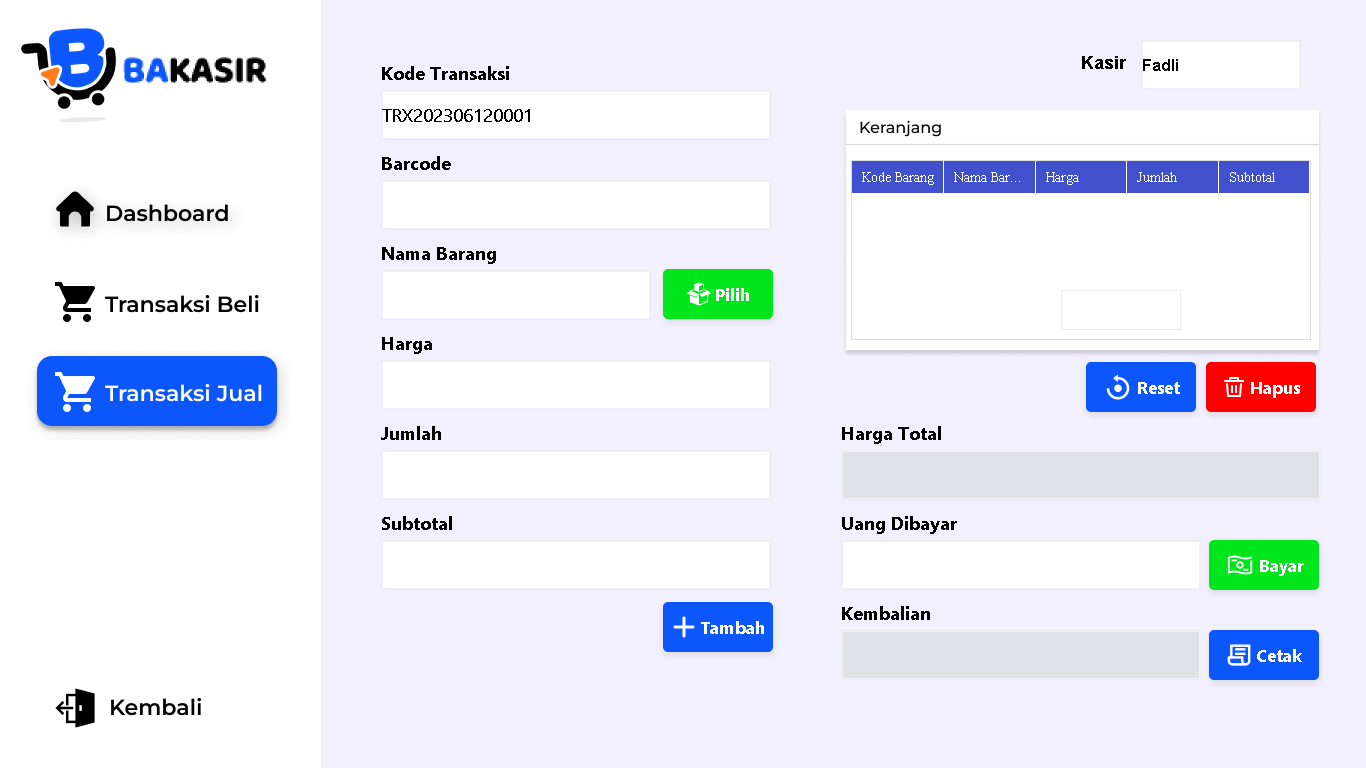 BAKASIR
Dashboard
Transaksi Beli
Transaksi Jual
Kembali
Kode Transaksi
TRX202306120001
Barcode
Nama Barang
Pilih
Harga
Jumlah
Subtotal
Tambah
Kasir
Fadli
Keranjang
Kode Barang Nama Bar... Harga Jumlah Subtotal
Reset Hapus
Harga Total
Uang Dibayar
Bayar
Kembalian
Cetak